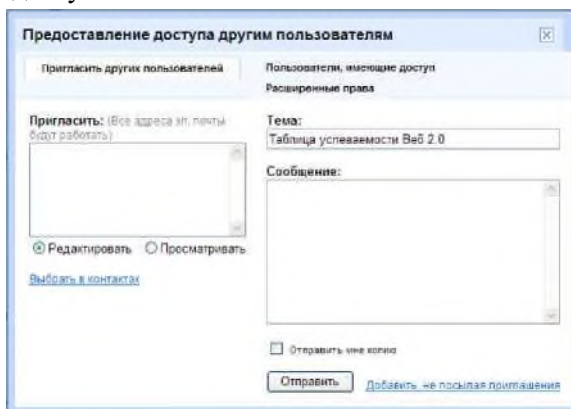 Предоставление доступа другим пользователям
Пригласить других пользователей
Пользователи, имеющие доступ
Расширенные права
Пригласить: (Все адреса эл. почты
будут работать)
Тема:
Таблица успеваемости Веб 2.0
Сообщение:
Редактировать Просматривать
Выбрать в контактах
Отправить мне копию
Отправить
Добавить, не посылая приглашения